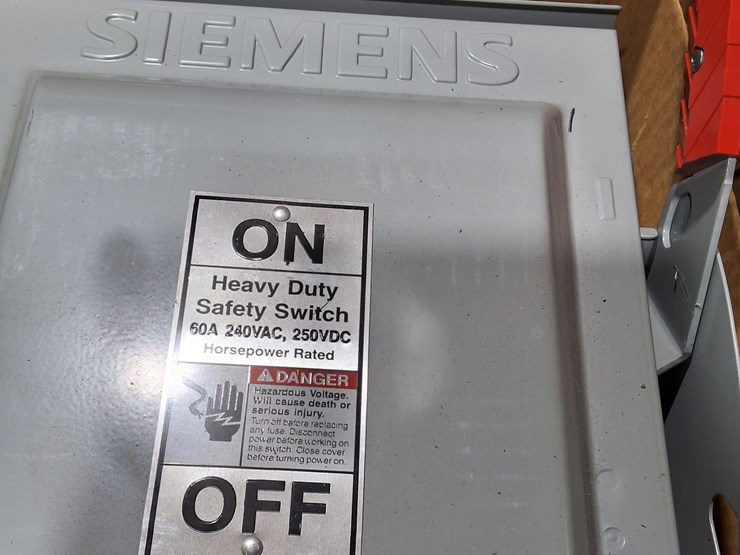 SIEMENS
ON
Heavy Duty
Safety Switch
60A 240VAC, 250VDC
Horsepower Rated
DANGER
Hazardous Voltage.
Will cause death or
serious injury.
Turn off before replacing
any fuse. Disconnect
power before working on
this switch. Close cover
before turning power on.
OFF